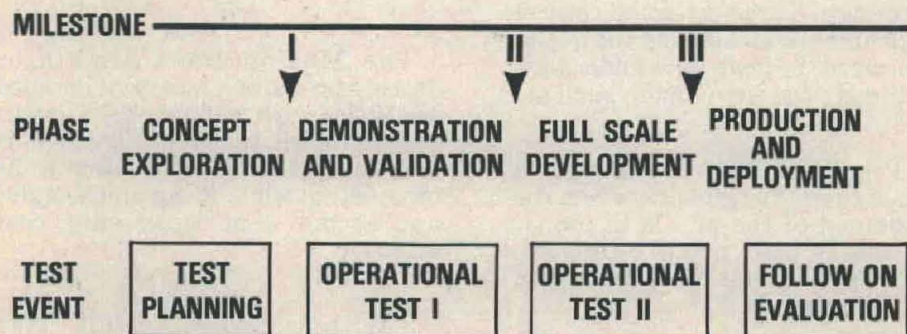 MILESTONE
I II III
PHASE CONCEPT EXPLORATION DEMONSTRATION AND VALIDATION FULL SCALE DEVELOPMENT PRODUCTION AND DEPLOYMENT
TEST EVENT TEST PLANNING OPERATIONAL TEST I OPERATIONAL TEST II FOLLOW ON EVALUATION